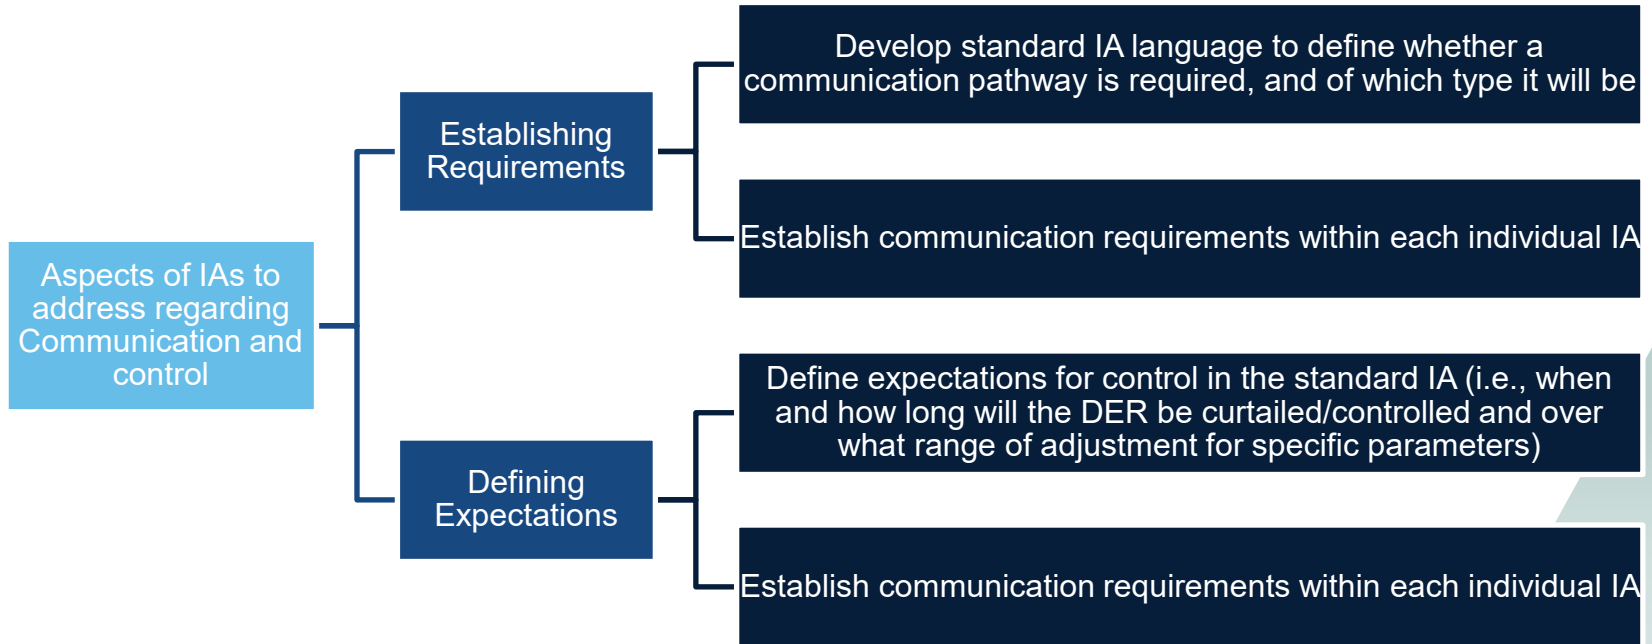 Develop standard IA language to define whether a
communication pathway is required, and of which type it will be
Establishing
Requirements
Establish communication requirements within each individual IA
Aspects of IAs to
address regarding
Communication and
control
Define expectations for control in the standard IA (i.e., when
and how long will the DER be curtailed/controlled and over
what range of adjustment for specific parameters)
Defining
Expectations
Establish communication requirements within each individual IA